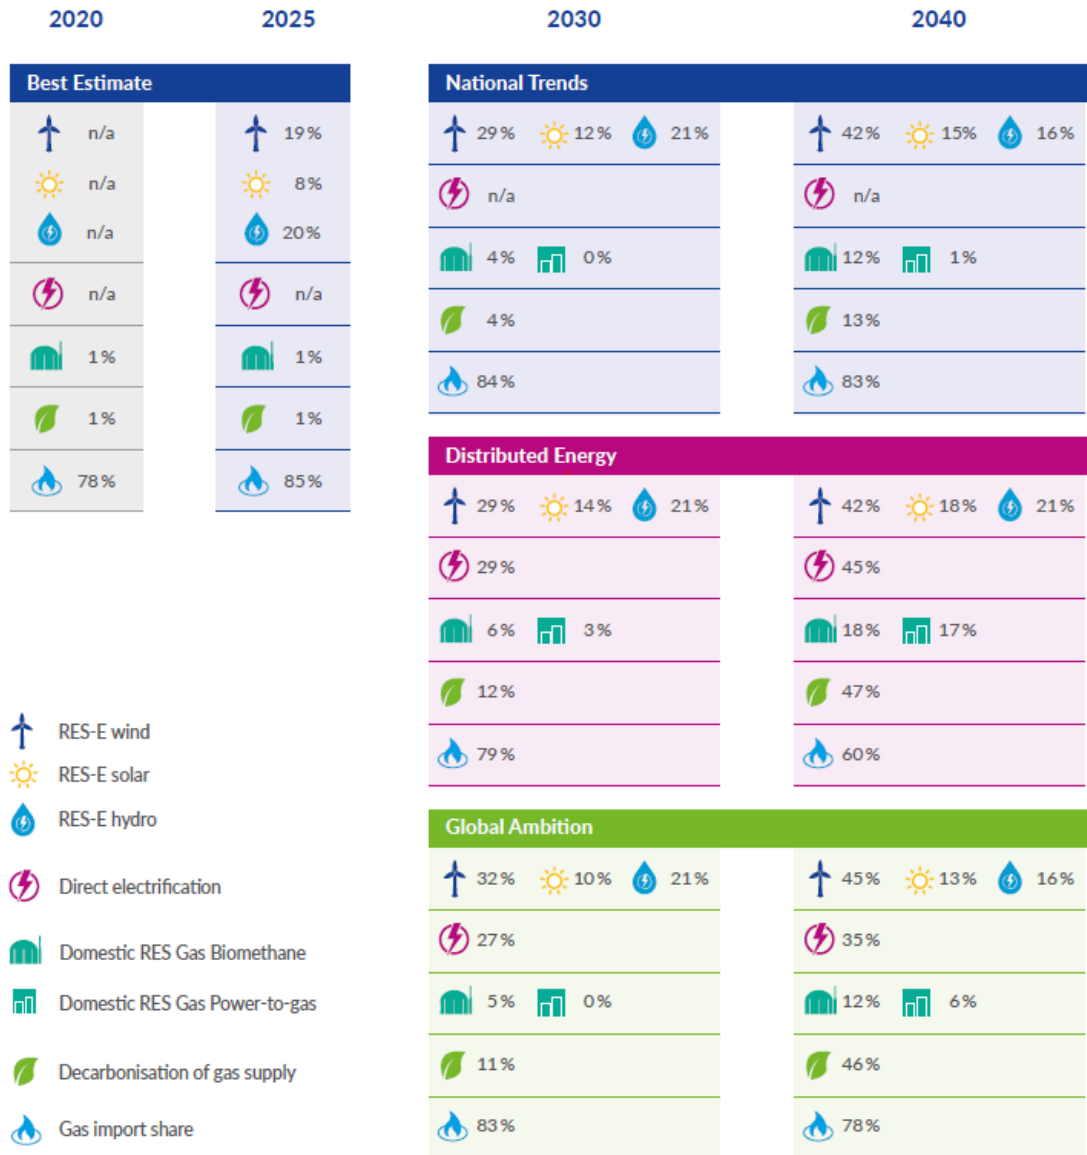 2020 2025 2030 2040
Best Estimate
n/a 19%
n/a 8%
n/a 20%
n/a n/a
1% 1%
1% 1%
78% 85%
National Trends
29% 12% 21% 42% 15% 16%
n/a n/a
4% 0% 12% 1%
4% 13%
84% 83%
Distributed Energy
29% 14% 21% 42% 18% 21%
29% 45%
6% 3% 18% 17%
12% 47%
79% 60%
Global Ambition
32% 10% 21% 45% 13% 16%
27% 35%
5% 0% 12% 6%
11% 46%
83% 78%
RES-E wind
RES-E solar
RES-E hydro
Direct electrification
Domestic RES Gas Biomethane
Domestic RES Gas Power-to-gas
Decarbonisation of gas supply
Gas import share